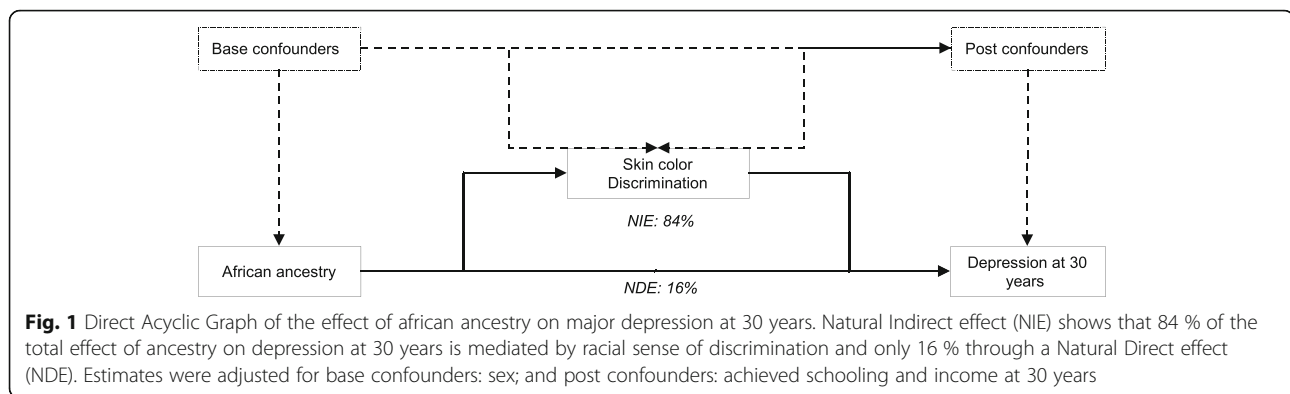 Base confounders
Post confounders
Skin color
Discrimination
NIE: 84%
African ancestry
Depression at 30
years
NDE: 16%
Fig. 1 Direct Acyclic Graph of the effect of african ancestry on major depression at 30 years. Natural Indirect effect (NIE) shows that 84 % of the
total effect of ancestry on depression at 30 years is mediated by racial sense of discrimination and only 16 % through a Natural Direct effect
(NDE). Estimates were adjusted for base confounders: sex; and post confounders: achieved schooling and income at 30 years